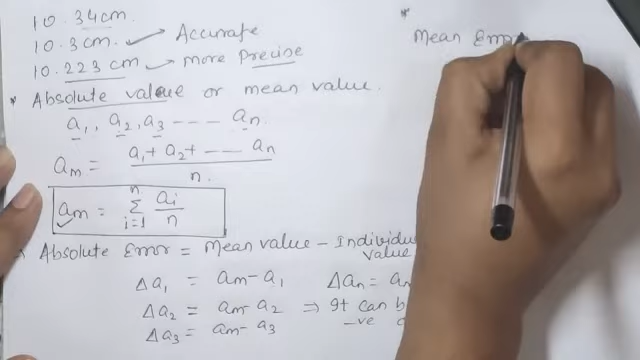 10.34cm.
10.3cm. → Accurate
10.223 cm → more Precise
* Absolute value or mean value.
a₁, a₂, a₃ ---- aₙ.
aₘ = a₁ + a₂ + --- aₙ / n.
aₘ = Σ i=1 n aᵢ / n
Absolute Error = Mean value – Individu
value
Δa₁ = aₘ - a₁ Δaₙ = aₙ
Δa₂ = aₘ - a₂ ⇒ It can b
Δa₃ = aₘ - a₃ -ve
*
Mean Err